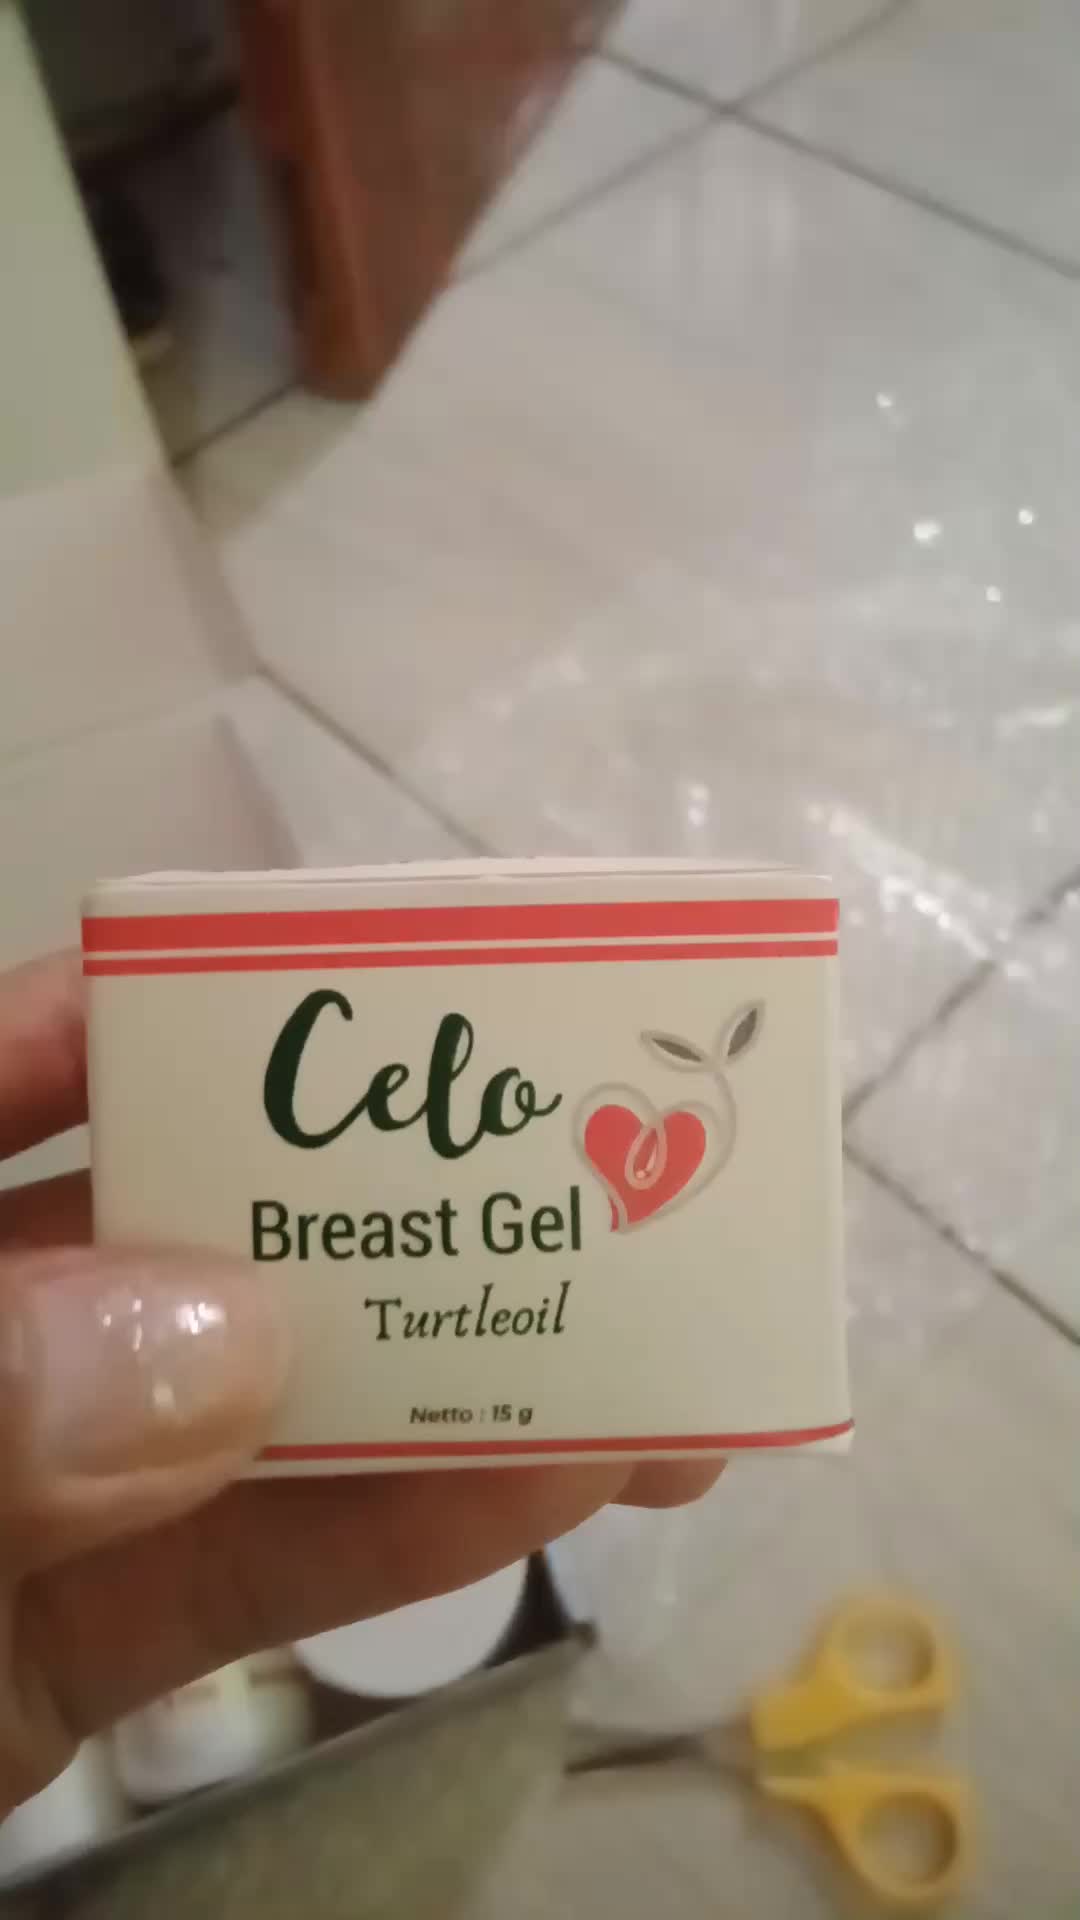 Celo
Breast Gel
Turtleoil
Netto : 15 g